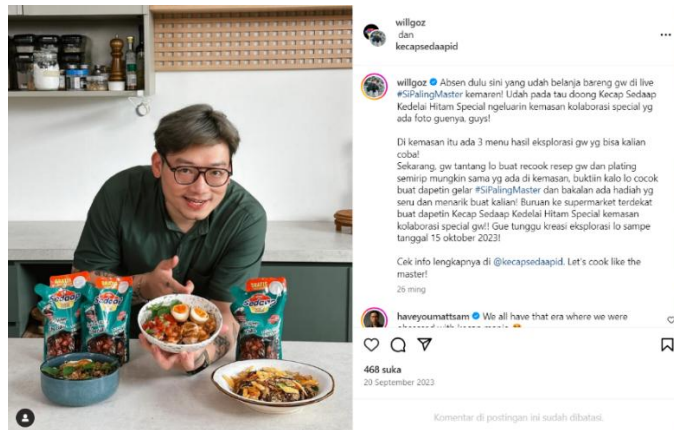 willgoz
dan
kecapsedaapid
willgoz Absen dulu sini yang udah belanja bareng gw di live
#SiPalingMaster kemaren! Udah pada tau doong Kecap Sedaap
Kedelai Hitam Special ngeluarin kemasan kolaborasi special yg
ada foto guenya, guys!
Di kemasan itu ada 3 menu hasil eksplorasi gw yg bisa kalian
coba!
Sekarang, gw tantang lo buat recook resep gw dan plating
semirip mungkin sama yg ada di kemasan, buktiin kalo lo cocok
buat dapetin gelar #SiPalingMaster dan bakalan ada hadiah yg
seru dan menarik buat kalian! Buruan ke supermarket terdekat
buat dapetin Kecap Sedaap Kedelai Hitam Special kemasan
kolaborasi special gw!! Gue tunggu kreasi eksplorasi lo sampe
tanggal 15 oktober 2023!
Cek info lengkapnya di @kecapsedaapid. Let's cook like the
master!
26 ming
haveyoumattsam We all have that era where we were
468 suka
20 September 2023
Komentar di postingan ini sudah dibatasi.
Sedaap
Sedaap